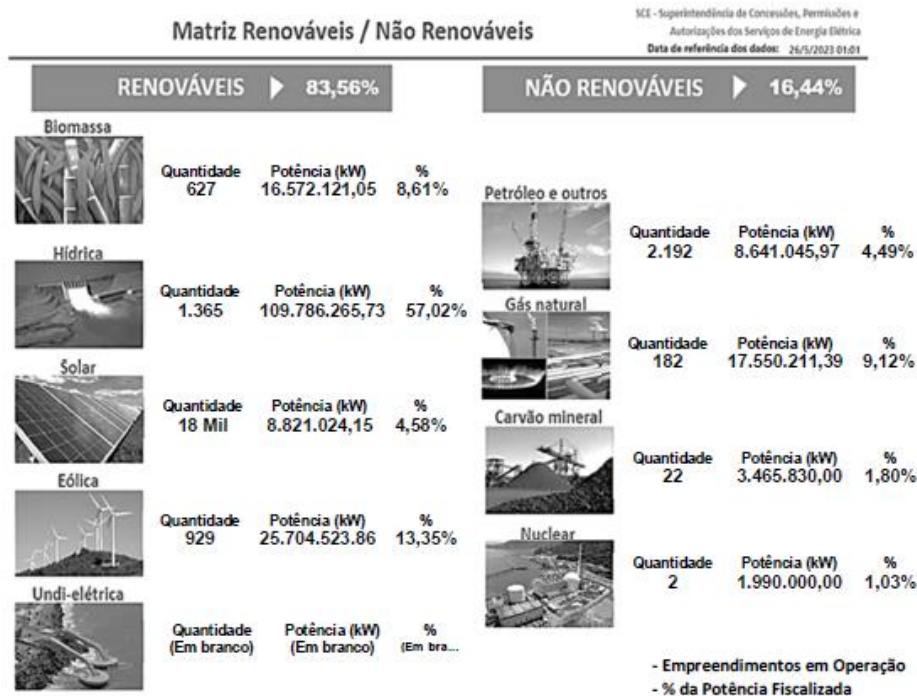 Matriz Renováveis / Não Renováveis
SCE - Superintendência de Concessões, Permissões e
Autorizações dos Serviços de Energia Elétrica
Data de referência dos dados: 26/5/2023 01:01
RENOVÁVEIS 83,56%
Biomassa
Quantidade Potência (kW) %
627 16.572.121,05 8,61%
Hídrica
Quantidade Potência (kW) %
1.365 109.786.265,73 57,02%
Solar
Quantidade Potência (kW) %
18 Mil 8.821.024,15 4,58%
Eólica
Quantidade Potência (kW) %
929 25.704.523.86 13,35%
Undi-elétrica
Quantidade Potência (kW) %
(Em branco) (Em branco) (Em bra...
NÃO RENOVÁVEIS 16,44%
Petróleo e outros
Quantidade Potência (kW) %
2.192 8.641.045,97 4,49%
Gás natural
Quantidade Potência (kW) %
182 17.550.211,39 9,12%
Carvão mineral
Quantidade Potência (kW) %
22 3.465.830,00 1,80%
Nuclear
Quantidade Potência (kW) %
2 1.990.000,00 1,03%
- Empreendimentos em Operação
- % da Potência Fiscalizada